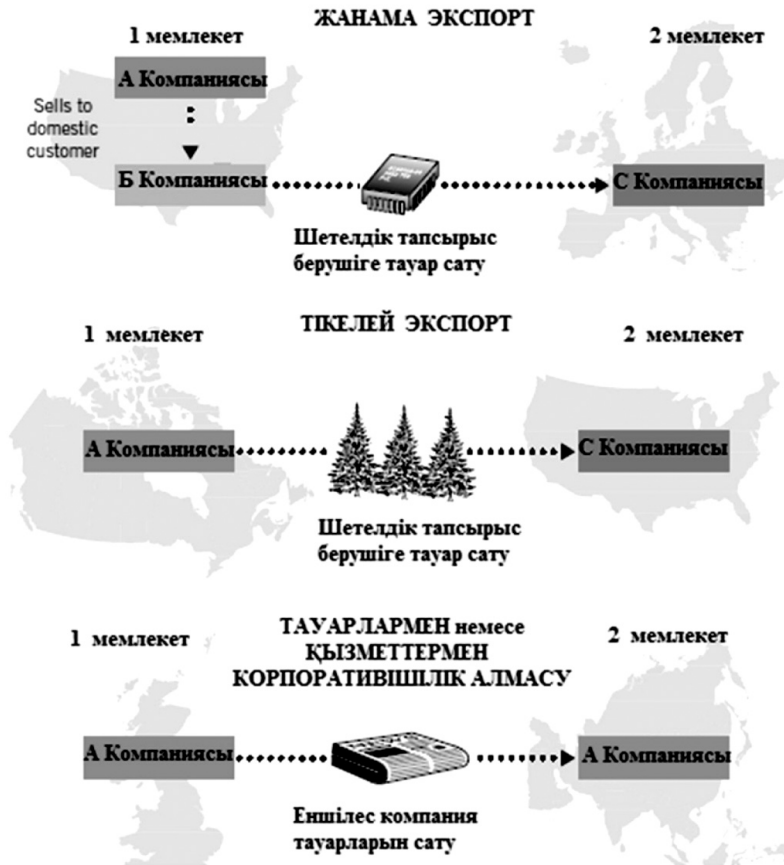 ЖАНАМА ЭКСПОРТ
1 мемлекет
2 мемлекет
А Компаниясы
Sells to
domestic
customer
Б Компаниясы
С Компаниясы
Шетелдік тапсырыс
берушіге тауар сату
ТІКЕЛЕЙ ЭКСПОРТ
1 мемлекет
2 мемлекет
А Компаниясы
С Компаниясы
Шетелдік тапсырыс
берушіге тауар сату
1 мемлекет
ТАУАРЛАРМЕН немесе
ҚЫЗМЕТТЕРМЕН
КОРПОРАТИВІШІЛІК АЛМАСУ
2 мемлекет
А Компаниясы
А Компаниясы
Еншілес компания
тауарларын сату